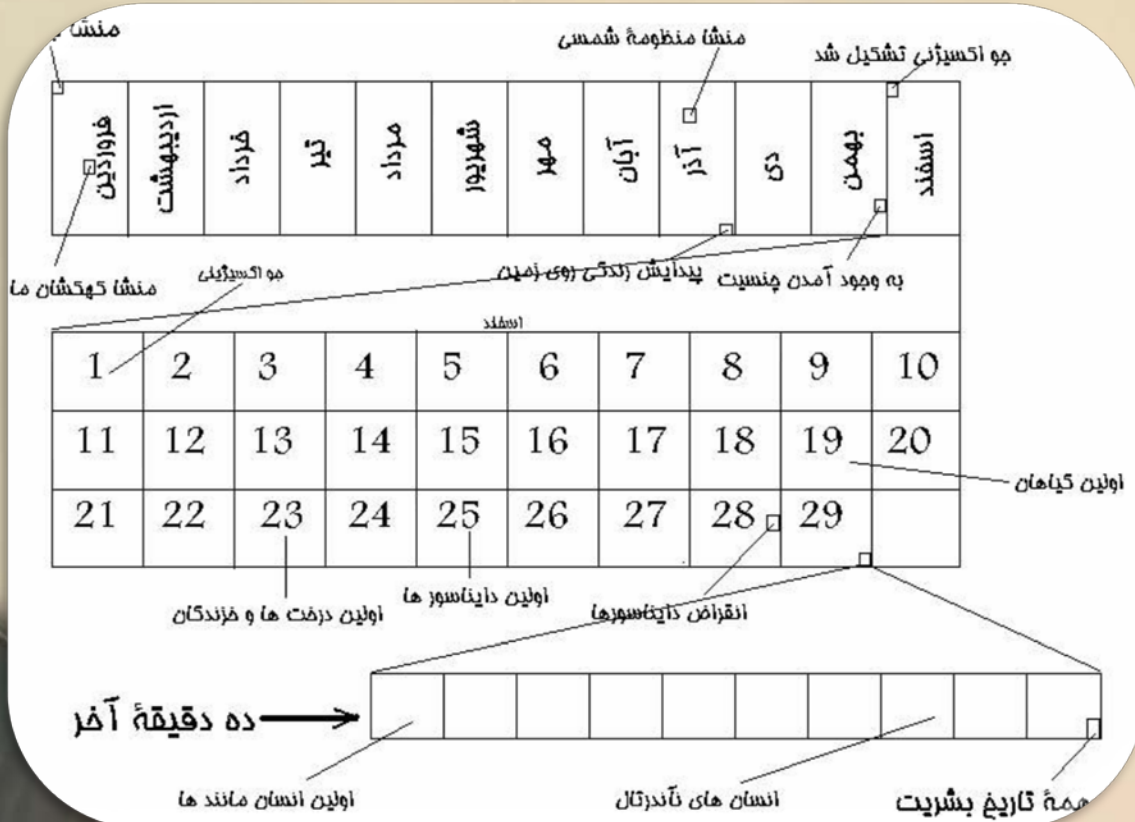 منشا
منشا منظومهٔ شمسی
جو اکسیژنی تشکیل شد
فروردین
اردیبهشت
خرداد
تیر
مرداد
شهریور
مهر
آبان
آذر
دی
بهمن
اسفند
منشا کهکشان ما
جو اکسیژنی
پیدایش زندگی روی زمین
به وجود آمدن جنسیت
اسفند
1 2 3 4 5 6 7 8 9 10
11 12 13 14 15 16 17 18 19 20
اولین گیاهان
21 22 23 24 25 26 27 28 29
اولین درخت ها و خزندگان
اولین دایناسور ها
انقراض دایناسورها
ده دقیقهٔ آخر
اولین انسان مانند ها
انسان های نآندرتال
همهٔ تاریخ بشریت